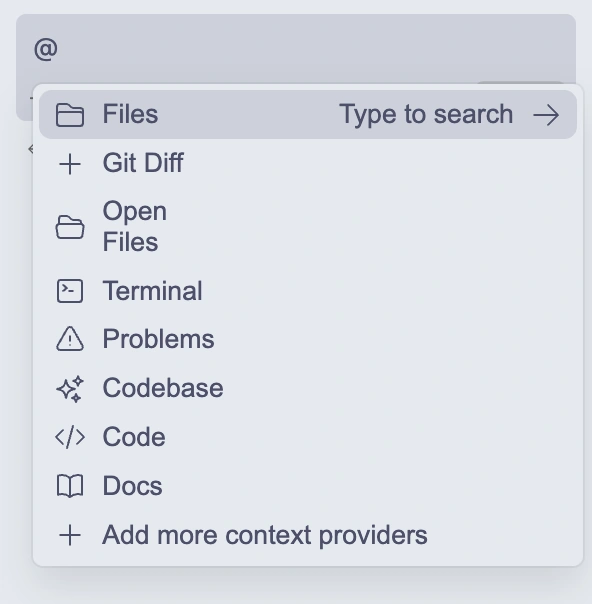 @
Files Type to search →
Git Diff
Open
Files
Terminal
Problems
Codebase
Code
Docs
Add more context providers